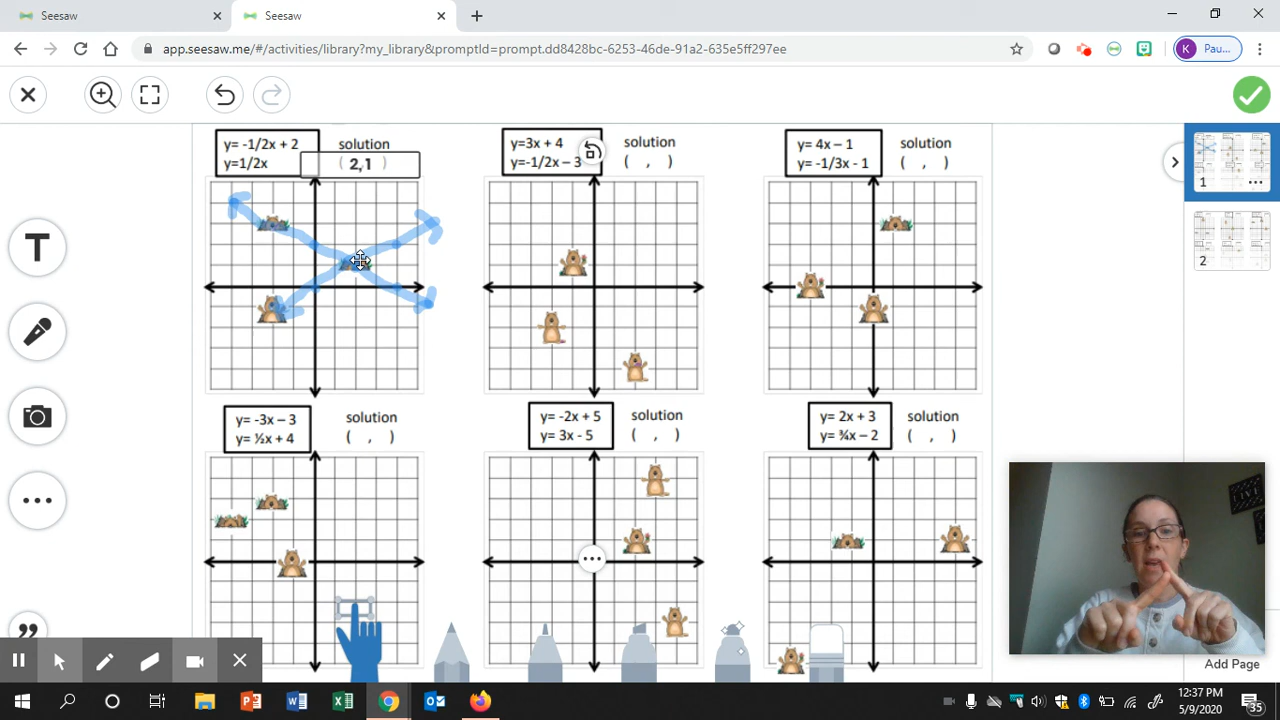 Seesaw
Seesaw
app.seesaw.me/#/activities/library?my_library&promptId=prompt.dd8428bc-6253-46de-91a2-635e5ff297ee
K Pau...
y= -1/2x + 2
y=1/2x
solution
( 2,1 )
y=3x + 4
y=-1/2x – 3
solution
( , )
y= 4x – 1
y= -1/3x - 1
solution
( , )
1
2
T
y= -3x – 3
y= ½x + 4
solution
( , )
y= -2x + 5
y= 3x - 5
solution
( , )
y= 2x + 3
y= ¾x – 2
solution
( , )
Add Page
12:37 PM
5/9/2020
35